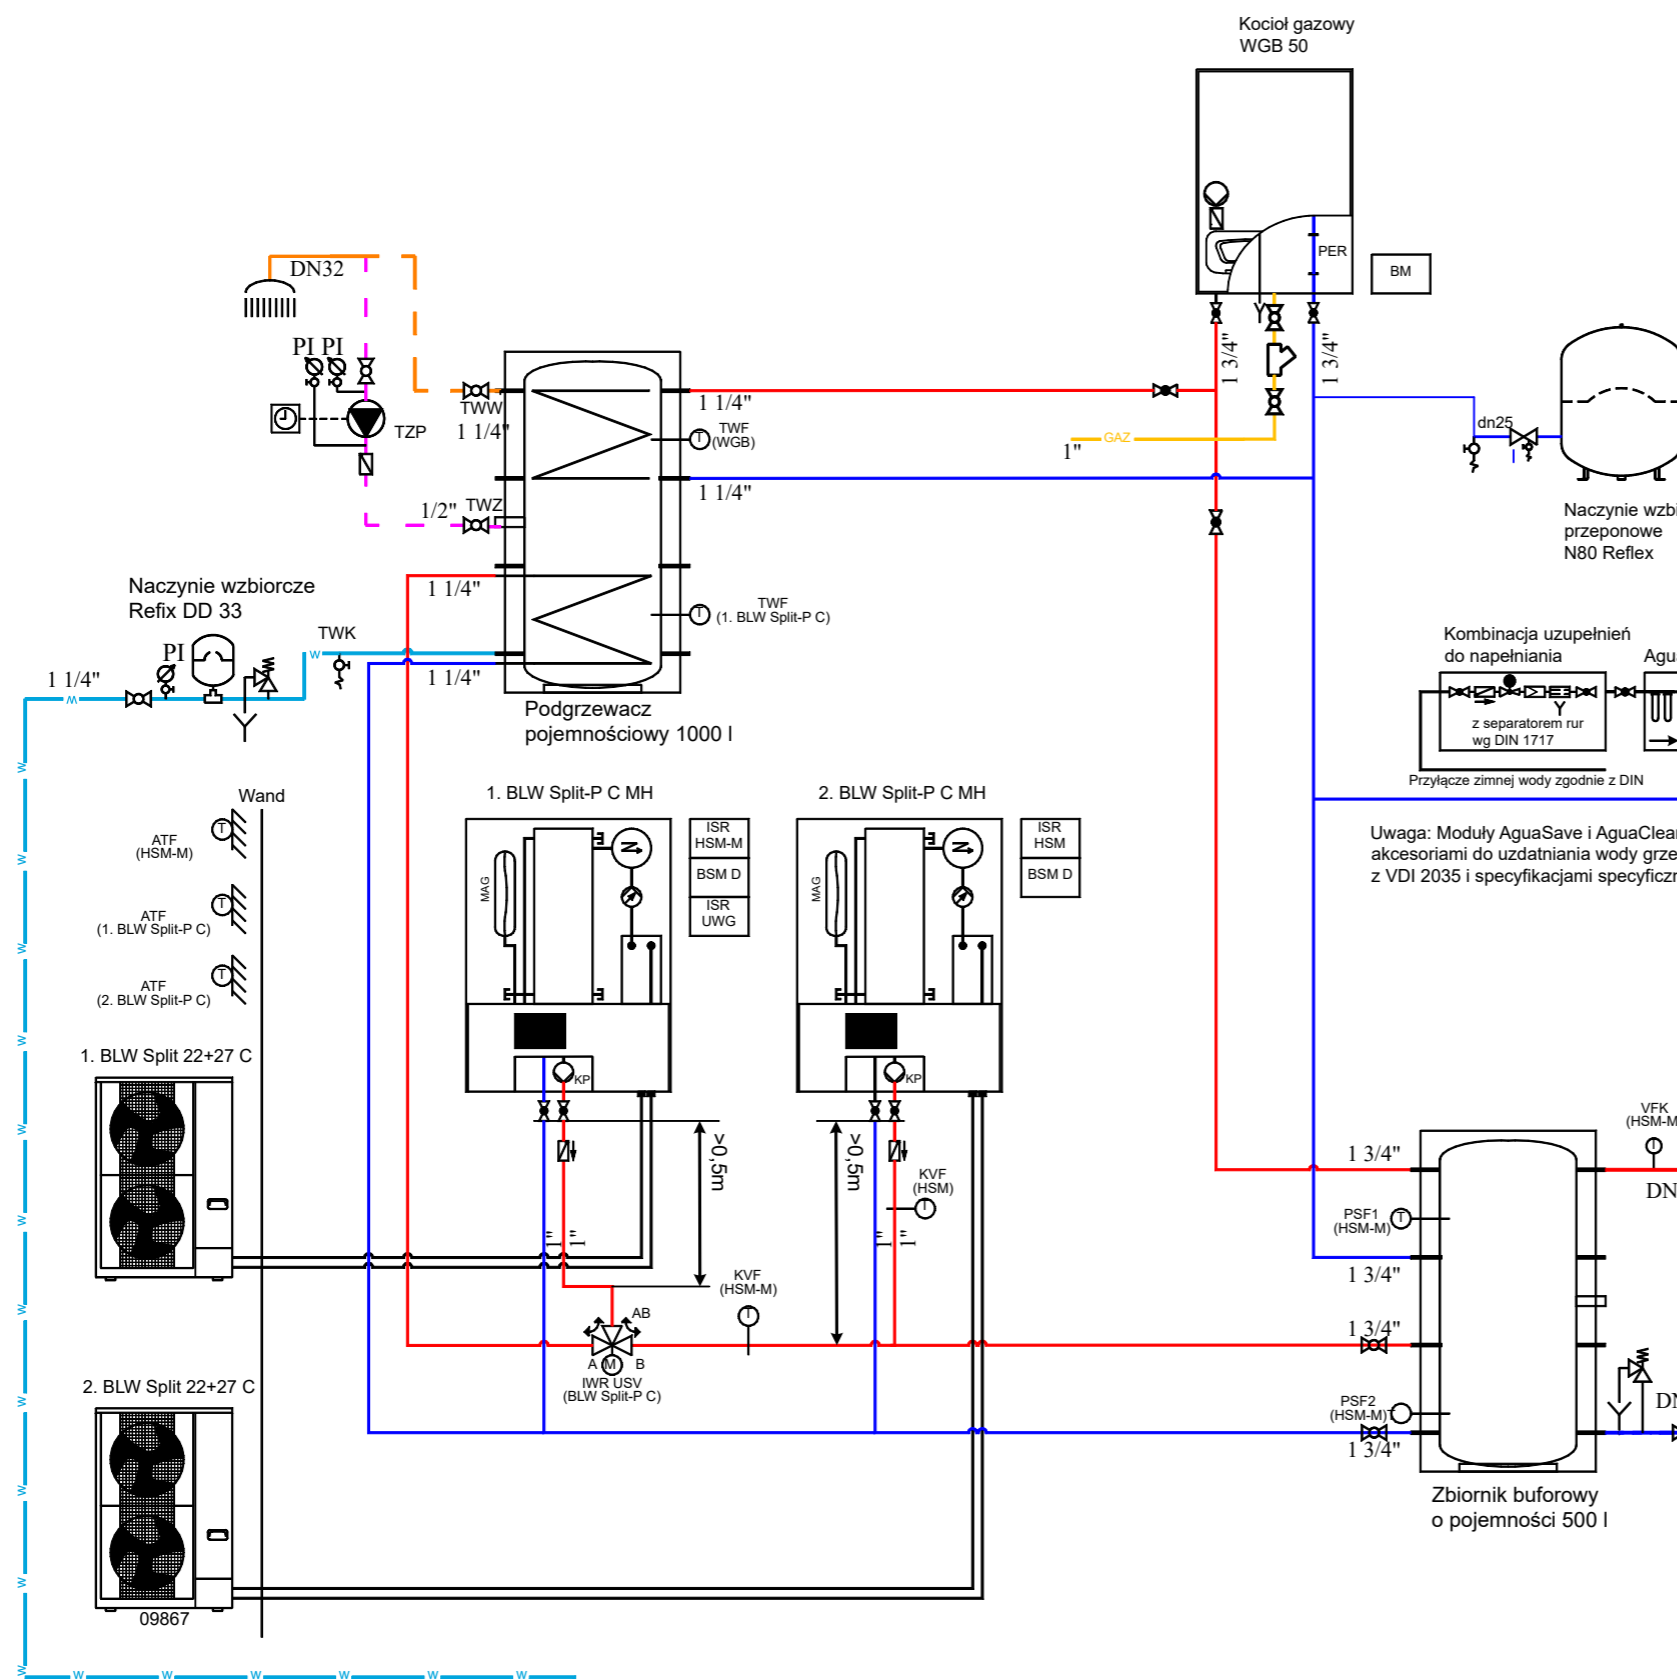 Kocioł gazowy
WGB 50
PER
BM
DN32
PI PI
TZP
TWW
1 1/4"
1/2" TWZ
1 1/4"
TWF
(WGB)
1 1/4"
1 3/4"
1 3/4"
GAZ
1"
dn25
Naczynie wzbi
przeponowe
N80 Reflex
Naczynie wzbiorcze
Refix DD 33
PI
TWK
1 1/4"
W
W
1 1/4"
1 1/4"
TWF
(1. BLW Split-P C)
Podgrzewacz
pojemnościowy 1000 l
Kombinacja uzupełnień
do napełniania
Agua
z separatorem rur
wg DIN 1717
Przyłącze zimnej wody zgodnie z DIN
Uwaga: Moduły AguaSave i AguaClean
akcesoriami do uzdatniania wody grze
z VDI 2035 i specyfikacjami specyficzn
Wand
ATF
(HSM-M)
T
ATF
(1. BLW Split-P C)
T
ATF
(2. BLW Split-P C)
T
1. BLW Split-P C MH
MAG
N
ISR
HSM-M
BSM D
ISR
UWG
KP
2. BLW Split-P C MH
MAG
N
ISR
HSM
BSM D
KP
1. BLW Split 22+27 C
>0,5m
>0,5m
1" 1"
1" 1"
KVF
(HSM)
T
KVF
(HSM-M)
T
AB
A M B
IWR USV
(BLW Split-P C)
2. BLW Split 22+27 C
09867
VFK
(HSM-M
T
DN
1 3/4"
PSF1
(HSM-M)
T
1 3/4"
1 3/4"
PSF2
(HSM-M)
T
1 3/4"
DN
Zbiornik buforowy
o pojemności 500 l
W
W
W
W
W
W
W
W
W
W
W
W W W W W W